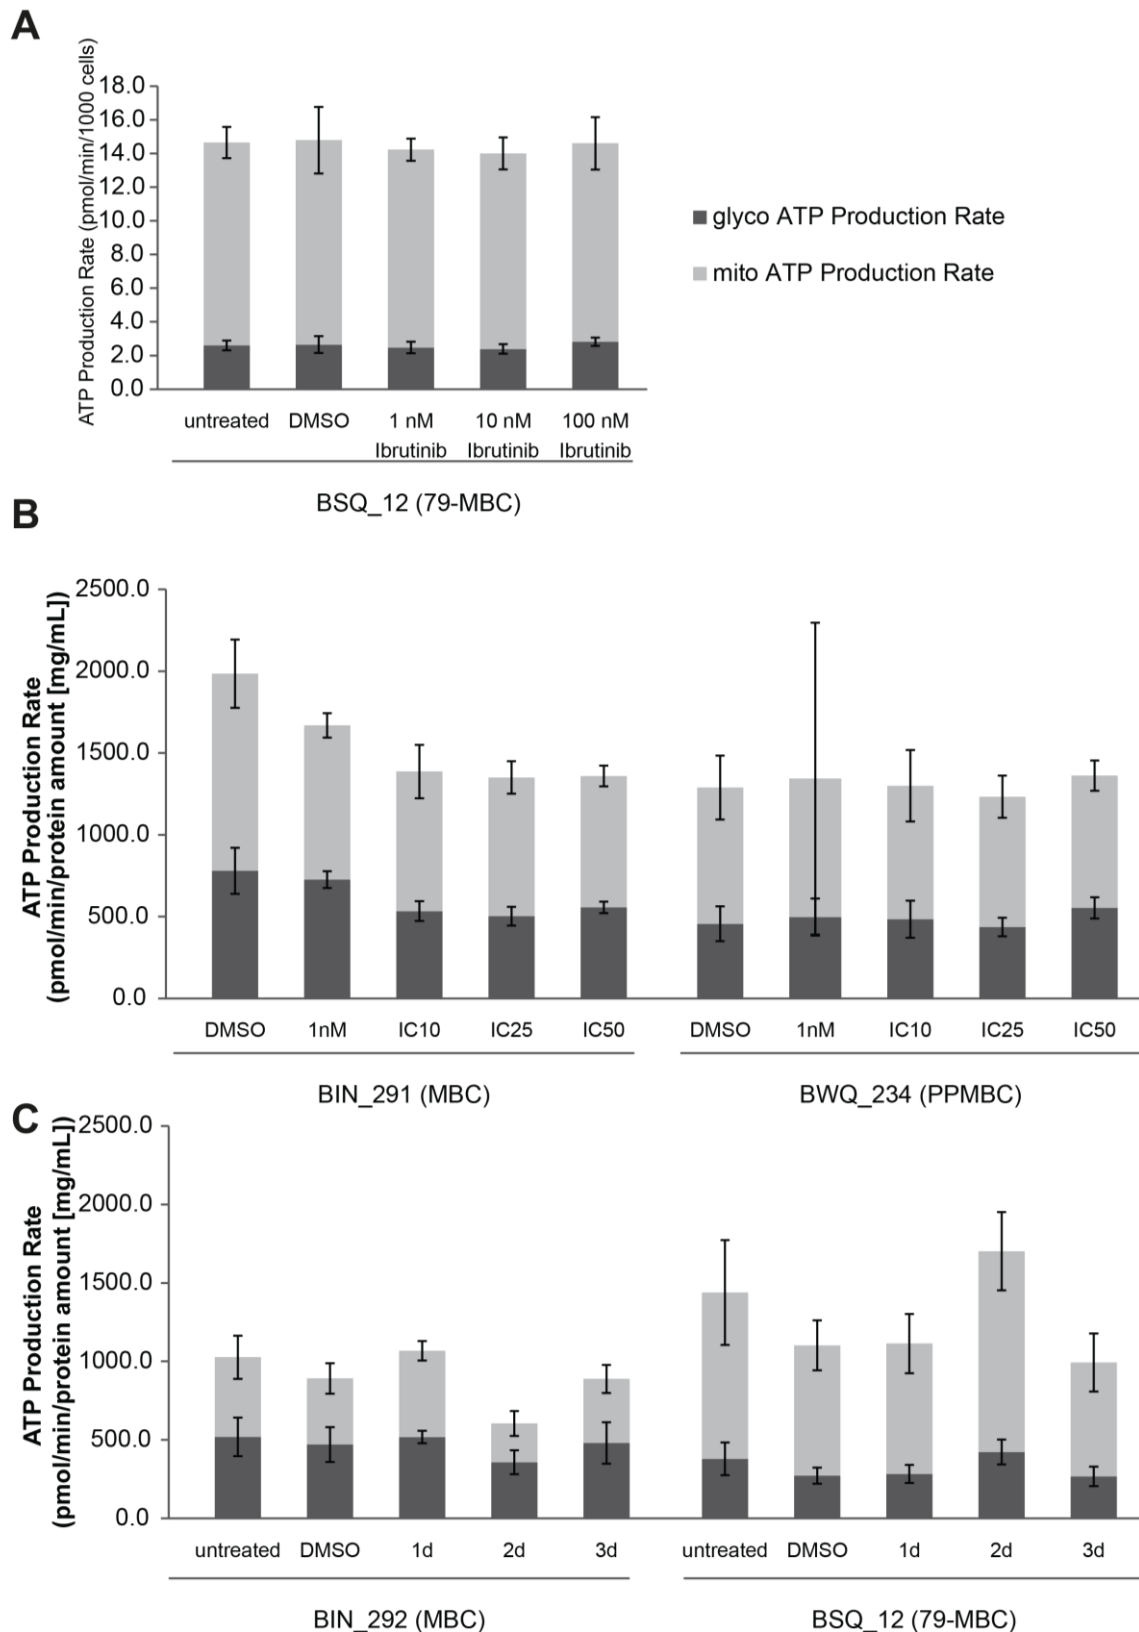 A
ATP Production Rate (pmol/min/1000 cells)
18.0
16.0
14.0
12.0
10.0
8.0
6.0
4.0
2.0
0.0
glyco ATP Production Rate
mito ATP Production Rate
untreated DMSO 1 nM Ibrutinib 10 nM Ibrutinib 100 nM Ibrutinib
BSQ_12 (79-MBC)
B
ATP Production Rate
(pmol/min/protein amount [mg/mL])
2500.0
2000.0
1500.0
1000.0
500.0
0.0
DMSO 1nM IC10 IC25 IC50 DMSO 1nM IC10 IC25 IC50
BIN_291 (MBC) BWQ_234 (PPMBC)
C
ATP Production Rate
(pmol/min/protein amount [mg/mL])
2500.0
2000.0
1500.0
1000.0
500.0
0.0
untreated DMSO 1d 2d 3d untreated DMSO 1d 2d 3d
BIN_292 (MBC) BSQ_12 (79-MBC)